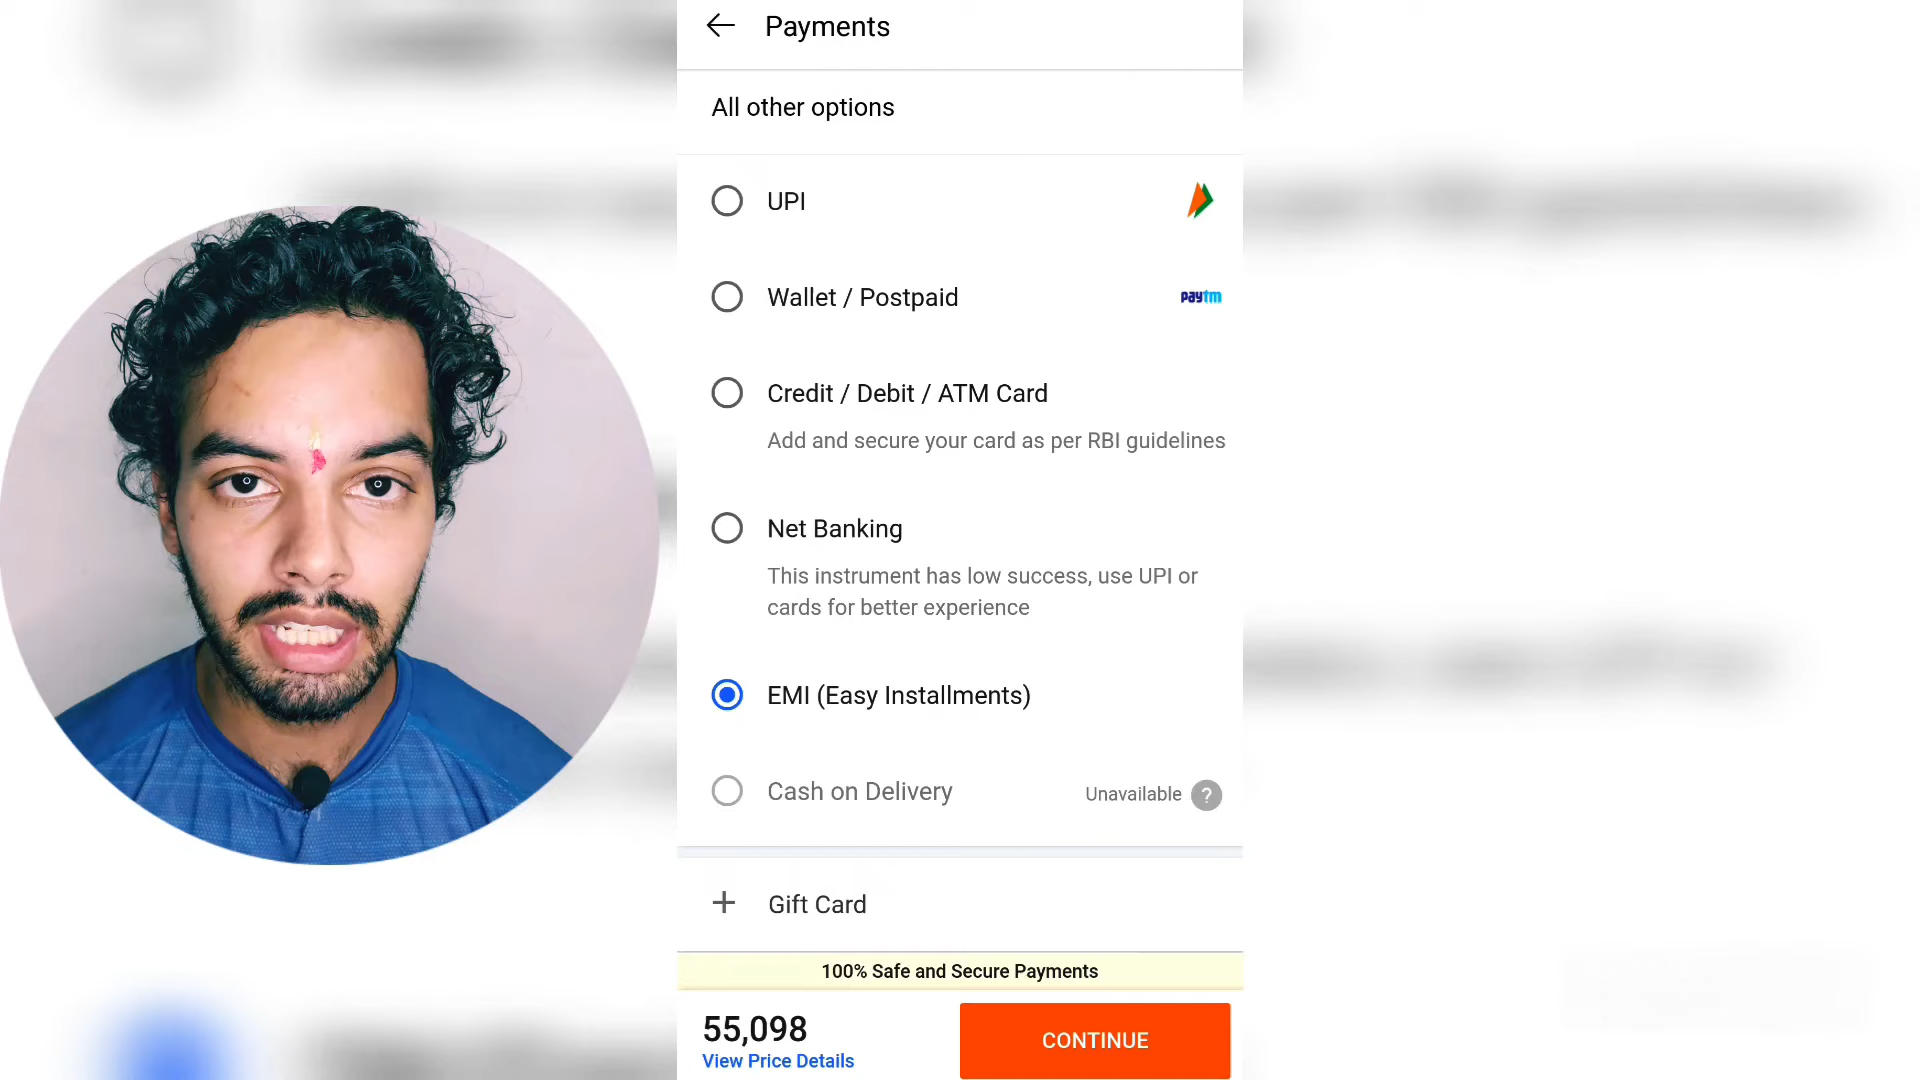 Payments
All other options
UPI
Wallet / Postpaid
paytm
Credit / Debit / ATM Card
Add and secure your card as per RBI guidelines
Net Banking
This instrument has low success, use UPI or
cards for better experience
EMI (Easy Installments)
Cash on Delivery
Unavailable ?
+ Gift Card
100% Safe and Secure Payments
55,098
View Price Details
CONTINUE